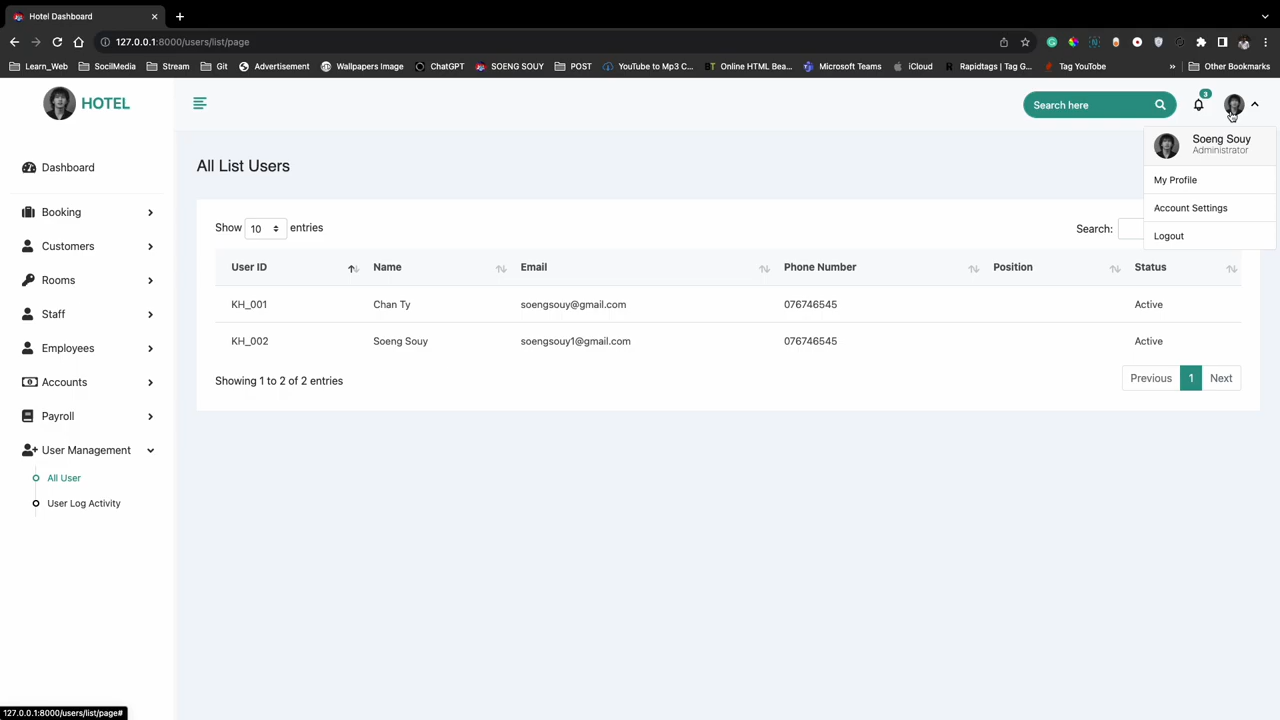 Hotel Dashboard
127.0.0.1:8000/users/list/page
Learn_Web
SocilMedia
Stream
Git
Advertisement
Wallpapers Image
ChatGPT
SOENG SOUY
POST
YouTube to Mp3 C...
Online HTML Bea...
Microsoft Teams
iCloud
Rapidtags | Tag G...
Tag YouTube
»
Other Bookmarks
HOTEL
Search here
3
Soeng Souy
Administrator
My Profile
Account Settings
Logout
Dashboard
Booking
Customers
Rooms
Staff
Employees
Accounts
Payroll
User Management
All User
User Log Activity
All List Users
Show 10 entries
Search:
User ID Name Email Phone Number Position Status
KH_001 Chan Ty soengsouy@gmail.com 076746545 Active
KH_002 Soeng Souy soengsouy1@gmail.com 076746545 Active
Showing 1 to 2 of 2 entries
Previous 1 Next
127.0.0.1:8000/users/list/page#